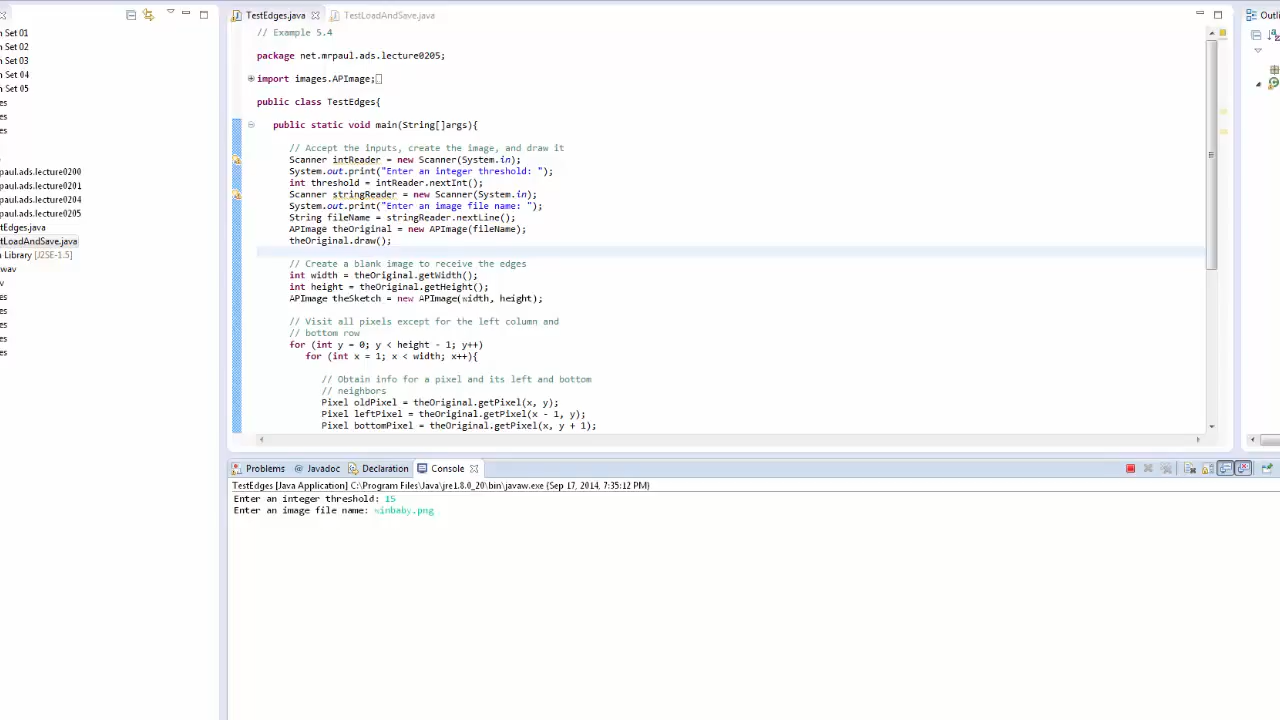 TestEdges.java
TestLoadAndSave.java
Outli
Set 01
Set 02
Set 03
Set 04
Set 05
paul.ads.lecture0200
paul.ads.lecture0201
paul.ads.lecture0204
paul.ads.lecture0205
tEdges.java
tLoadAndSave.java
Library [J2SE-1.5]
// Example 5.4
package net.mrpaul.ads.lecture0205;
import images.APImage;
public class TestEdges{
public static void main(String[]args){
// Accept the inputs, create the image, and draw it
Scanner intReader = new Scanner(System.in);
System.out.print("Enter an integer threshold: ");
int threshold = intReader.nextInt();
Scanner stringReader = new Scanner(System.in);
System.out.print("Enter an image file name: ");
String fileName = stringReader.nextLine();
APImage theOriginal = new APImage(fileName);
theOriginal.draw();
// Create a blank image to receive the edges
int width = theOriginal.getWidth();
int height = theOriginal.getHeight();
APImage theSketch = new APImage(width, height);
// Visit all pixels except for the left column and
// bottom row
for (int y = 0; y < height - 1; y++)
for (int x = 1; x < width; x++){
// Obtain info for a pixel and its left and bottom
// neighbors
Pixel oldPixel = theOriginal.getPixel(x, y);
Pixel leftPixel = theOriginal.getPixel(x - 1, y);
Pixel bottomPixel = theOriginal.getPixel(x, y + 1);
Problems @ Javadoc Declaration Console
TestEdges [Java Application] C:\Program Files\Java\jre1.8.0_20\bin\javaw.exe (Sep 17, 2014, 7:35:12 PM)
Enter an integer threshold: 15
Enter an image file name: winbaby.png